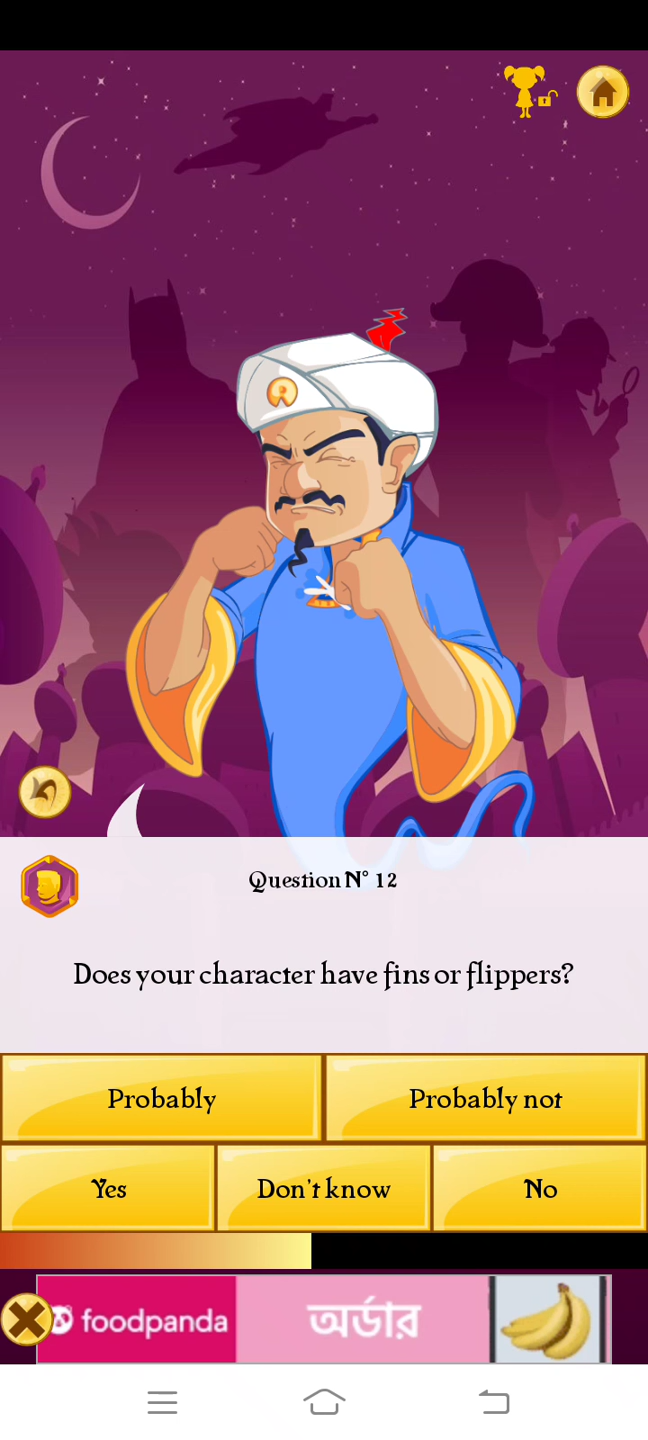 Question N° 12
Does your character have fins or flippers?
Probably
Probably not
Yes
Don't know
No
foodpanda
অর্ডার